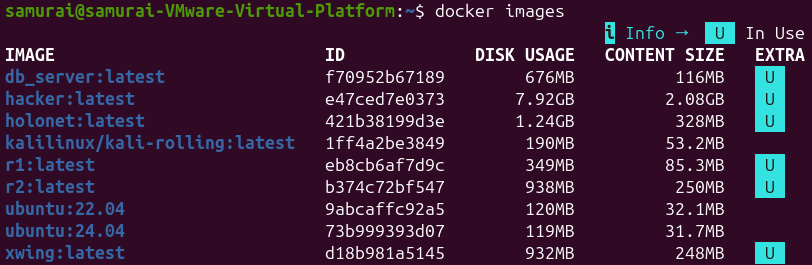 samurai@samurai-VMware-Virtual-Platform:~$ docker images
i Info → U In Use
IMAGE ID DISK USAGE CONTENT SIZE EXTRA
db_server:latest f70952b67189 676MB 116MB U
hacker:latest e47ced7e0373 7.92GB 2.08GB U
holonet:latest 421b38199d3e 1.24GB 328MB U
kalilinux/kali-rolling:latest 1ff4a2be3849 190MB 53.2MB
r1:latest eb8cb6af7d9c 349MB 85.3MB U
r2:latest b374c72bf547 938MB 250MB U
ubuntu:22.04 9abcaffc92a5 120MB 32.1MB
ubuntu:24.04 73b999393d07 119MB 31.7MB
xwing:latest d18b981a5145 932MB 248MB U